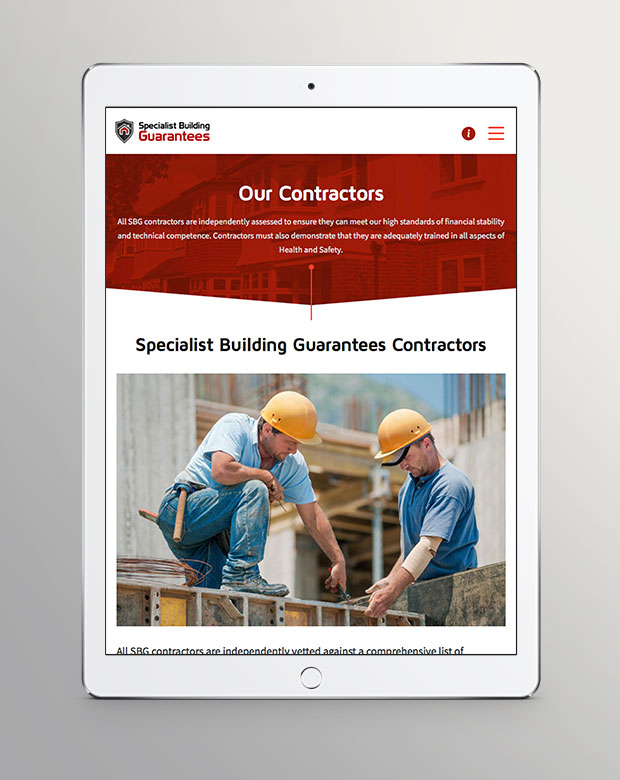 Specialist Building
Guarantees
i
Our Contractors
All SBG contractors are independently assessed to ensure they can meet our high standards of financial stability
and technical competence. Contractors must also demonstrate that they are adequately trained in all aspects of
Health and Safety.
Specialist Building Guarantees Contractors
All SBG contractors are independently vetted against a comprehensive list of